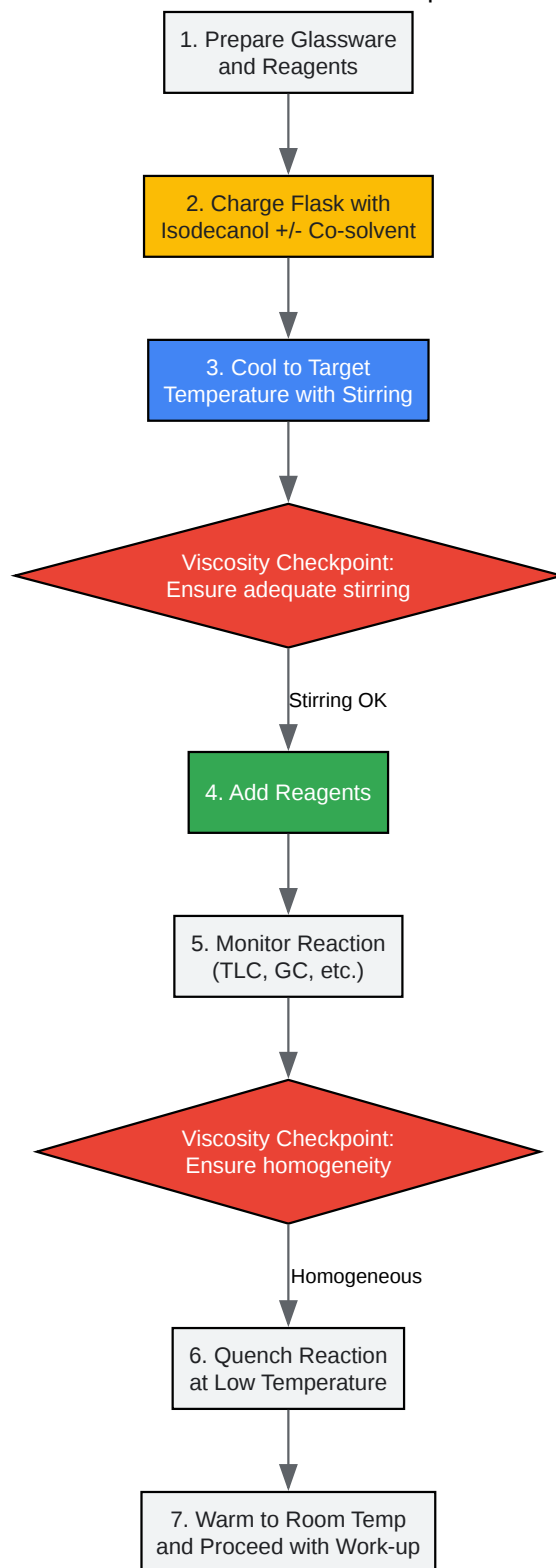 1. Prepare Glassware
and Reagents
2. Charge Flask with
Isodecanol +/- Co-solvent
3. Cool to Target
Temperature with Stirring
Viscosity Checkpoint:
Ensure adequate stirring
Stirring OK
4. Add Reagents
5. Monitor Reaction
(TLC, GC, etc.)
Viscosity Checkpoint:
Ensure homogeneity
Homogeneous
6. Quench Reaction
at Low Temperature
7. Warm to Room Temp
and Proceed with Work-up